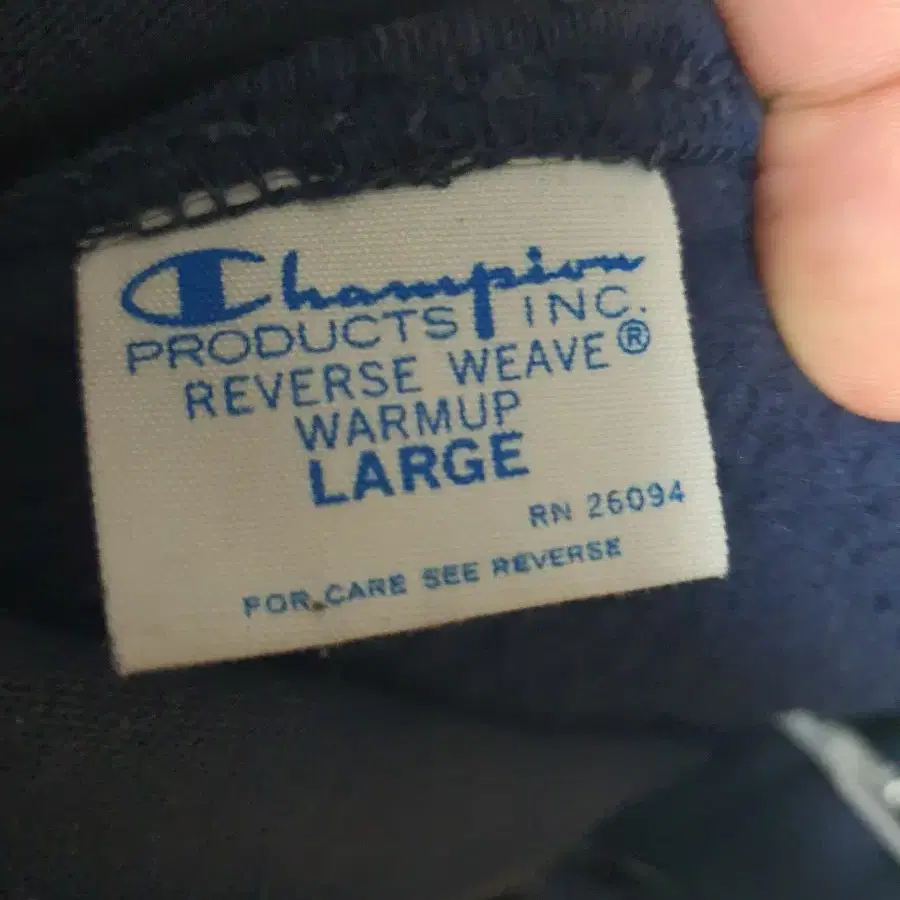 Champion
PRODUCTS INC.
REVERSE WEAVE®
WARMUP
LARGE
RN 26094
FOR CARE SEE REVERSE